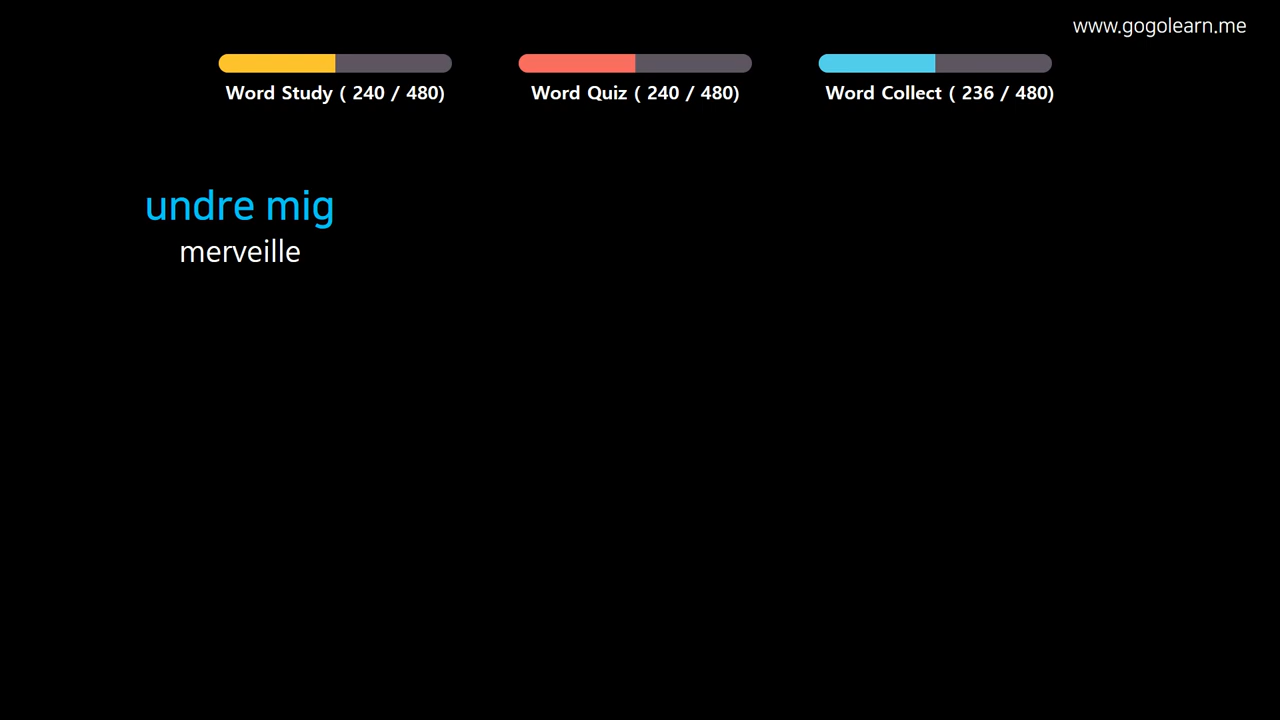 www.gogolearn.me
Word Study ( 240 / 480)
Word Quiz ( 240 / 480)
Word Collect ( 236 / 480)
undre mig
merveille